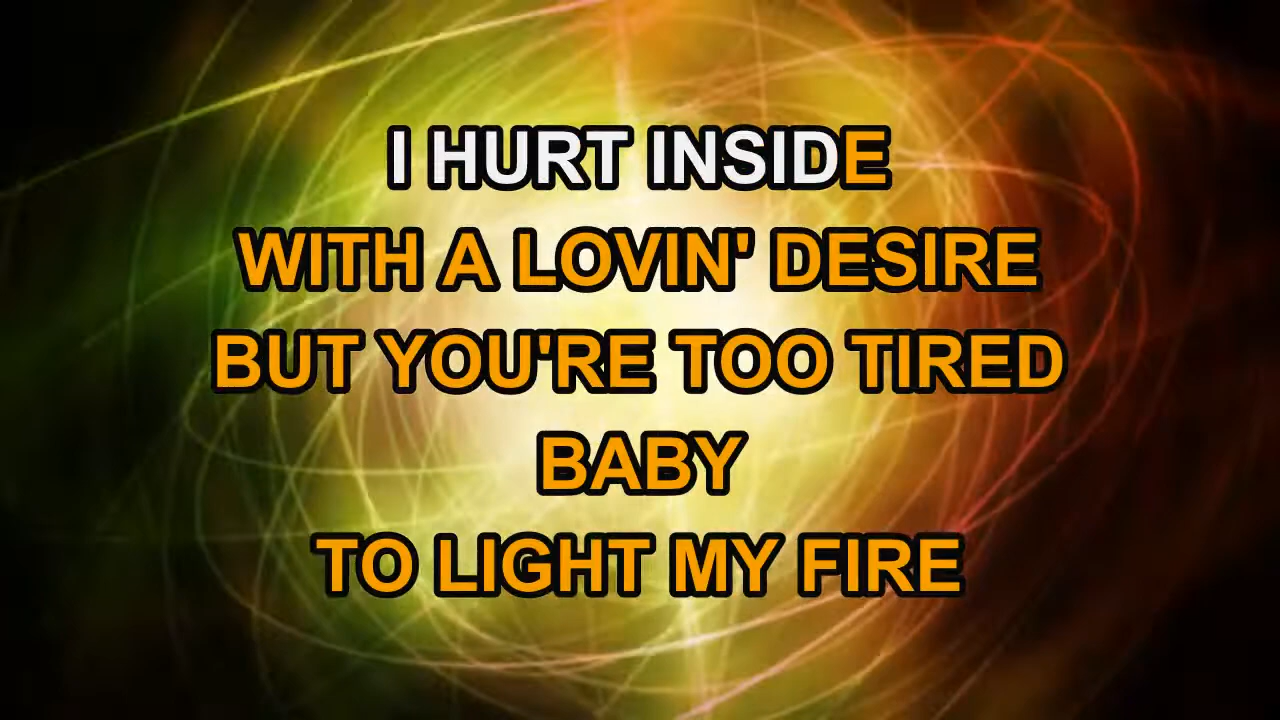 I HURT INSIDE
WITH A LOVIN' DESIRE
BUT YOU'RE TOO TIRED
BABY
TO LIGHT MY FIRE